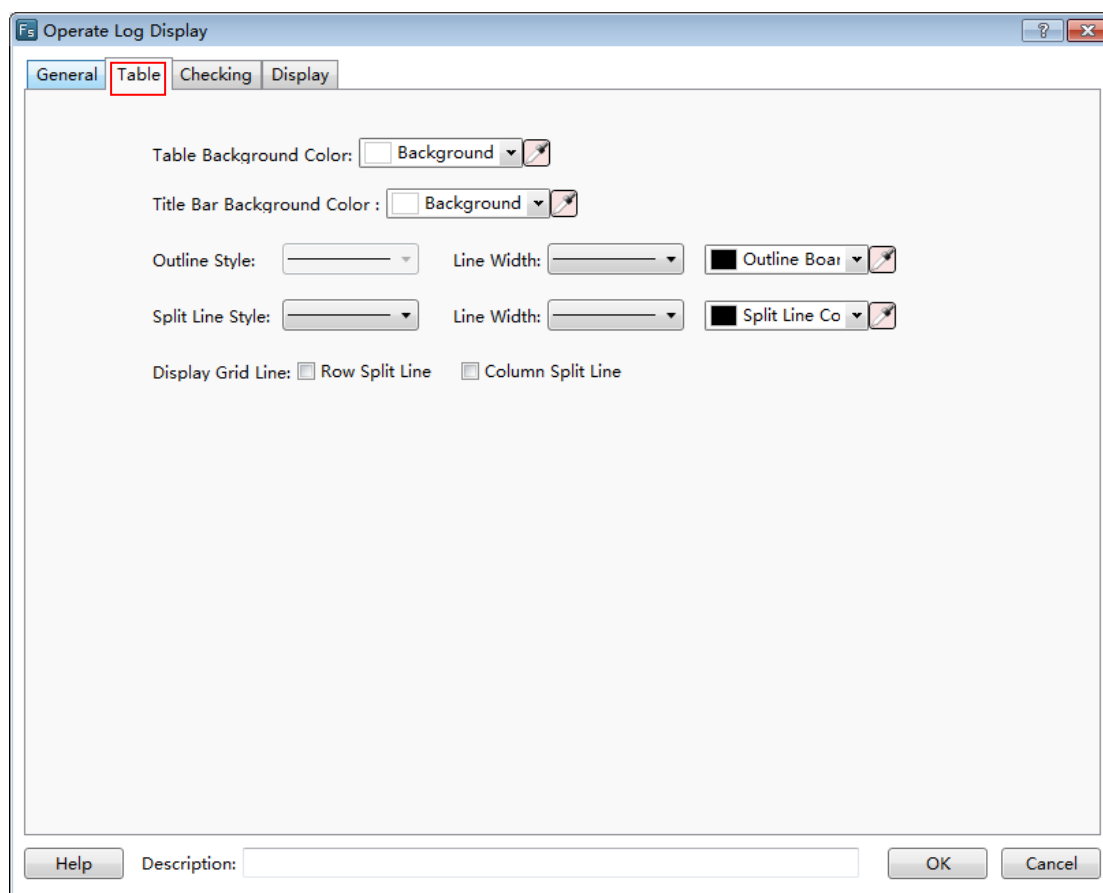 Fs Operate Log Display ?
General Table Checking Display
Table Background Color: Background
Title Bar Background Color : Background
Outline Style: Line Width: Outline Boar
Split Line Style: Line Width: Split Line Co
Display Grid Line: Row Split Line Column Split Line
Help Description: OK Cancel